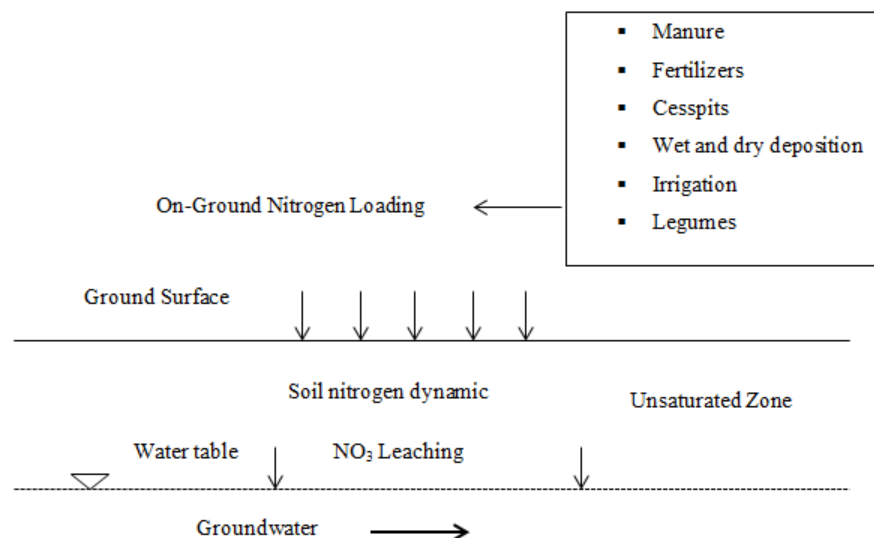 ▪ Manure
▪ Fertilizers
▪ Cesspits
▪ Wet and dry deposition
▪ Irrigation
▪ Legumes
On-Ground Nitrogen Loading
Ground Surface
Soil nitrogen dynamic
Unsaturated Zone
Water table
NO₃ Leaching
Groundwater